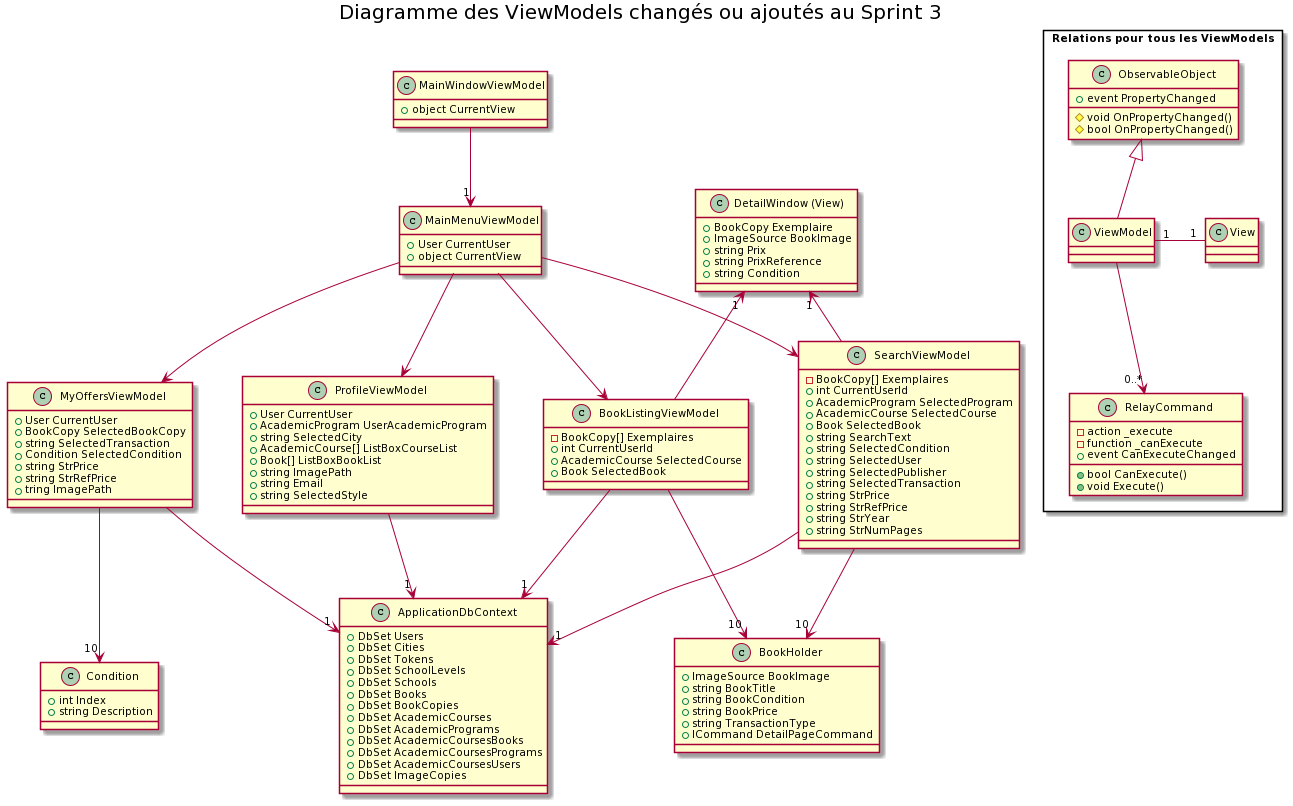 Diagramme des ViewModels changés ou ajoutés au Sprint 3
Relations pour tous les ViewModels
C ObservableObject
event PropertyChanged
void OnPropertyChanged()
bool OnPropertyChanged()
C MainWindowViewModel
object CurrentView
1
C MainMenuViewModel
User CurrentUser
object CurrentView
C DetailWindow (View)
BookCopy Exemplaire
ImageSource BookImage
string Prix
string PrixReference
string Condition
1
1
C ViewModel
1
1
C View
0..*
C RelayCommand
action _execute
function _canExecute
event CanExecuteChanged
bool CanExecute()
void Execute()
C MyOffersViewModel
User CurrentUser
BookCopy SelectedBookCopy
string SelectedTransaction
Condition SelectedCondition
string StrPrice
string StrRefPrice
tring ImagePath
C ProfileViewModel
User CurrentUser
AcademicProgram UserAcademicProgram
string SelectedCity
AcademicCourse[] ListBoxCourseList
Book[] ListBoxBookList
string ImagePath
string Email
string SelectedStyle
C BookListingViewModel
BookCopy[] Exemplaires
int CurrentUserId
AcademicCourse SelectedCourse
Book SelectedBook
C SearchViewModel
BookCopy[] Exemplaires
int CurrentUserId
AcademicProgram SelectedProgram
AcademicCourse SelectedCourse
Book SelectedBook
string SearchText
string SelectedCondition
string SelectedUser
string SelectedPublisher
string SelectedTransaction
string StrPrice
string StrRefPrice
string StrYear
string StrNumPages
10
1
1
1
1
10
10
C Condition
int Index
string Description
C ApplicationDbContext
DbSet Users
DbSet Cities
DbSet Tokens
DbSet SchoolLevels
DbSet Schools
DbSet Books
DbSet BookCopies
DbSet AcademicCourses
DbSet AcademicPrograms
DbSet AcademicCoursesBooks
DbSet AcademicCoursesPrograms
DbSet AcademicCoursesUsers
DbSet ImageCopies
C BookHolder
ImageSource BookImage
string BookTitle
string BookCondition
string BookPrice
string TransactionType
ICommand DetailPageCommand